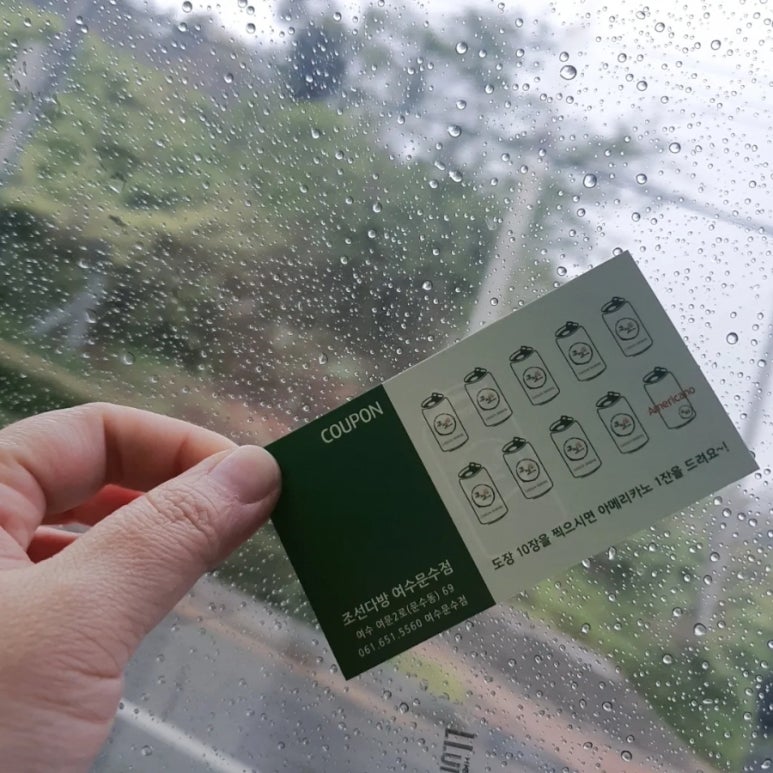 COUPON
조선다방 여수문수점
여수 여문2로(문수동) 69
061.651.5560 여수문수점
Americano
도장 10장을 찍으시면 아메리카노 1잔을 드려요~!